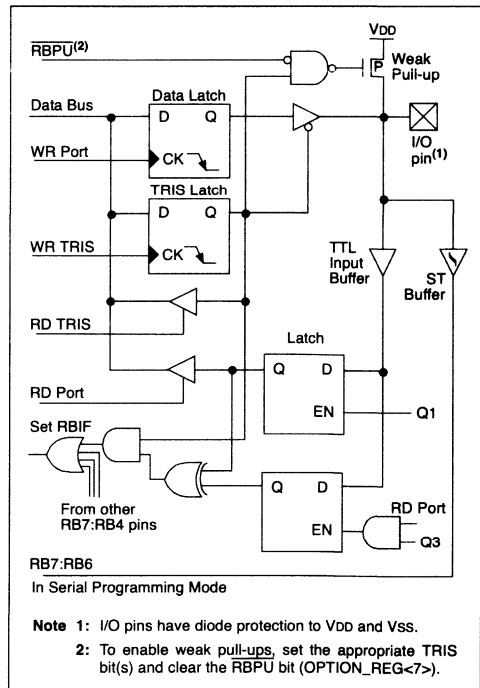 VDD
RBPU(2)
Weak
Pull-up
P
Data Bus
Data Latch
D Q
I/O
pin(1)
WR Port
CK
TRIS Latch
D Q
WR TRIS
CK
TTL
Input
Buffer
ST
Buffer
RD TRIS
Latch
Q D
RD Port
EN
Q1
Set RBIF
Q D
From other
RB7:RB4 pins
RD Port
EN
Q3
RB7:RB6
In Serial Programming Mode
Note 1: I/O pins have diode protection to VDD and VSS.
2: To enable weak pull-ups, set the appropriate TRIS
bit(s) and clear the RBPU bit (OPTION_REG<7>).